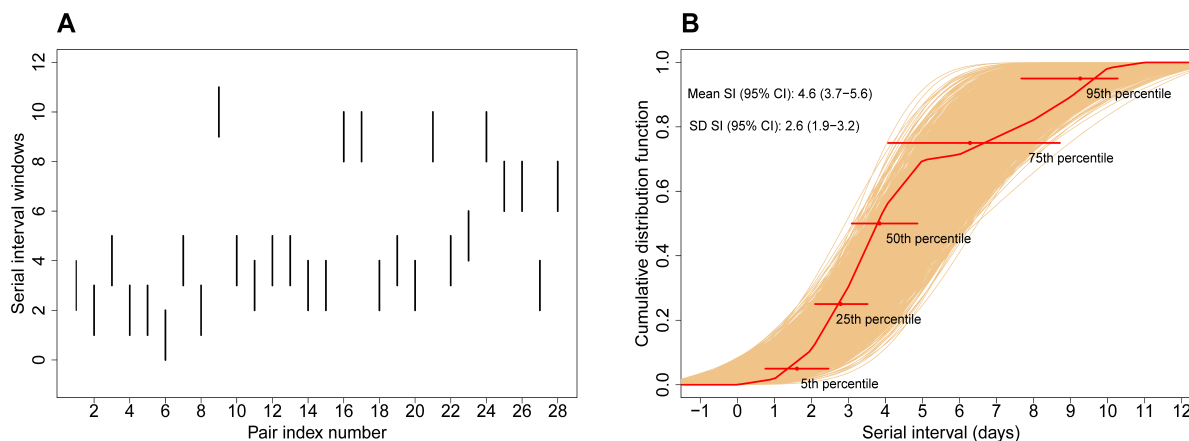 A
Serial interval windows
12
10
8
6
4
2
0
2 4 6 8 10 12 14 16 18 20 22 24 26 28
Pair index number
B
Cumulative distribution function
1.0
0.8
0.6
0.4
0.2
0.0
Mean SI (95% CI): 4.6 (3.7−5.6)
SD SI (95% CI): 2.6 (1.9−3.2)
95th percentile
75th percentile
50th percentile
25th percentile
5th percentile
−1 0 1 2 3 4 5 6 7 8 9 10 11 12
Serial interval (days)